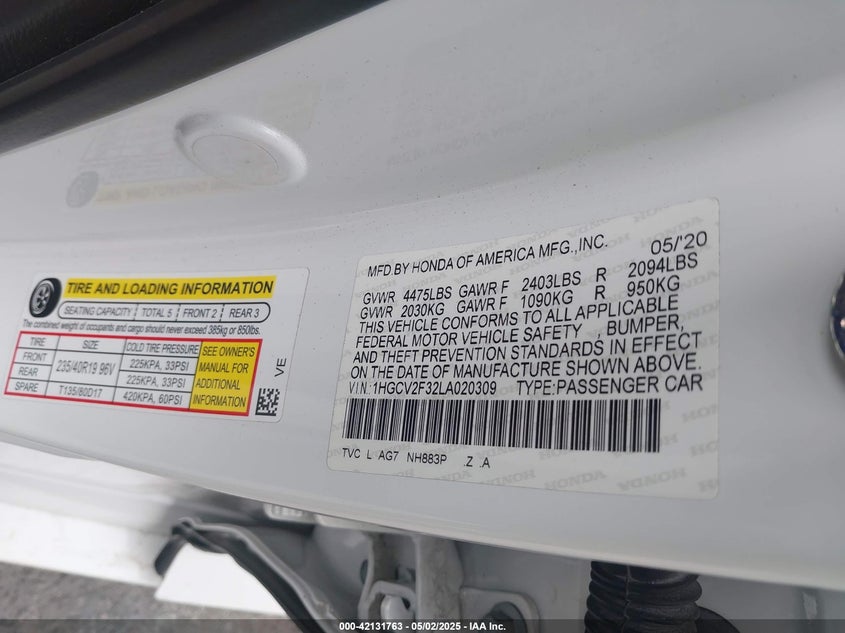 MFD.BY HONDA OF AMERICA MFG.,INC. 05/'20
GVWR 4475LBS GAWR F 2403LBS R 2094LBS
GVWR 2030KG GAWR F 1090KG R 950KG
THIS VEHICLE CONFORMS TO ALL APPLICABLE
FEDERAL MOTOR VEHICLE SAFETY , BUMPER,
AND THEFT PREVENTION STANDARDS IN EFFECT
ON THE DATE OF MANUFACTURE SHOWN ABOVE.
VIN:1HGCV2F32LA020309 TYPE:PASSENGER CAR
TVC L AG7 NH883P .Z .A
TIRE AND LOADING INFORMATION
SEATING CAPACITY TOTAL 5 FRONT 2 REAR 3
The combined weight of occupants and cargo should never exceed 385kg or 850lbs.
TIRE SIZE COLD TIRE PRESSURE
FRONT 235/40R19 96V 225KPA, 33PSI
REAR 225KPA, 33PSI
SPARE T135/80D17 420KPA, 60PSI
SEE OWNER'S
MANUAL FOR
ADDITIONAL
INFORMATION
VE
HONDA
000-42131763 - 05/02/2025 - IAA Inc.